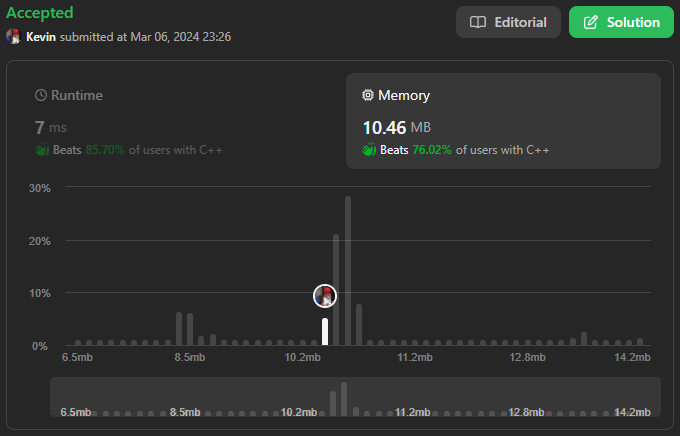 Accepted
Editorial
Solution
Kevin submitted at Mar 06, 2024 23:26
Runtime
7 ms
Beats 85.70% of users with C++
Memory
10.46 MB
Beats 76.02% of users with C++
30%
20%
10%
0%
6.5mb 8.5mb 10.2mb 11.2mb 12.8mb 14.2mb
6.5mb 8.5mb 10.2mb 11.2mb 12.8mb 14.2mb